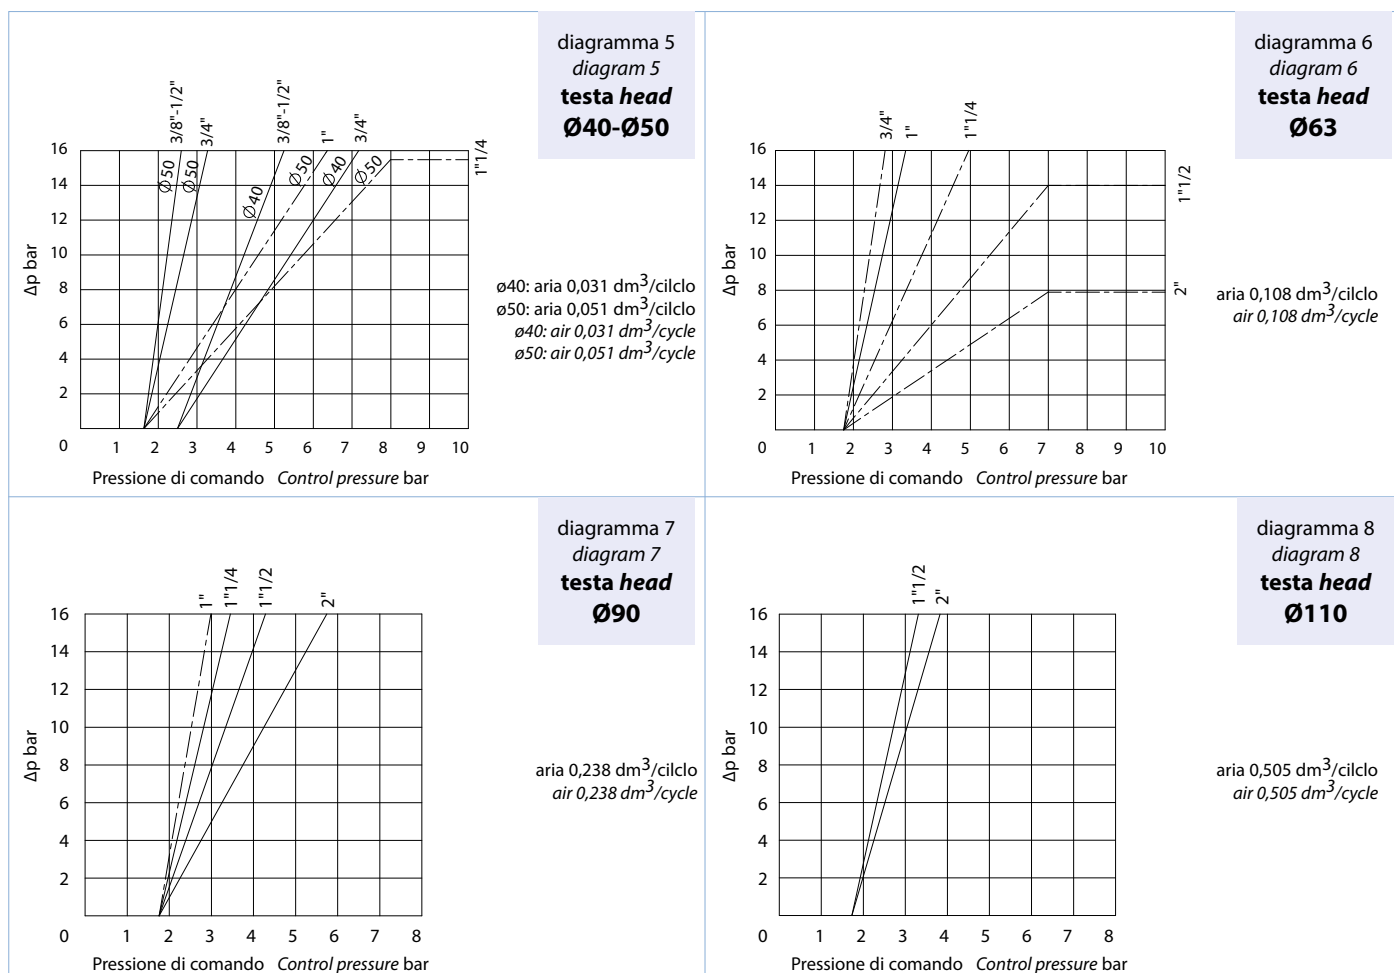 diagramma 5
diagram 5
testa head
Ø40-Ø50
3/8"-1/2"
3/4"
3/8"-1/2"
1"
3/4"
1"1/4
Ø50
Ø50
Ø40
Ø50
Ø40
Ø50
16
14
12
10
8
6
4
2
0
Δp bar
1 2 3 4 5 6 7 8 9 10
Pressione di comando Control pressure bar
ø40: aria 0,031 dm³/cilclo
ø50: aria 0,051 dm³/cilclo
ø40: air 0,031 dm³/cycle
ø50: air 0,051 dm³/cycle
diagramma 6
diagram 6
testa head
Ø63
3/4"
1"
1"1/4
1"1/2
2"
16
14
12
10
8
6
4
2
0
Δp bar
1 2 3 4 5 6 7 8 9 10
Pressione di comando Control pressure bar
aria 0,108 dm³/cilclo
air 0,108 dm³/cycle
diagramma 7
diagram 7
testa head
Ø90
1"
1"1/4
1"1/2
2"
16
14
12
10
8
6
4
2
0
Δp bar
1 2 3 4 5 6 7 8
Pressione di comando Control pressure bar
aria 0,238 dm³/cilclo
air 0,238 dm³/cycle
diagramma 8
diagram 8
testa head
Ø110
1"1/2
2"
16
14
12
10
8
6
4
2
0
Δp bar
1 2 3 4 5 6 7 8
Pressione di comando Control pressure bar
aria 0,505 dm³/cilclo
air 0,505 dm³/cycle